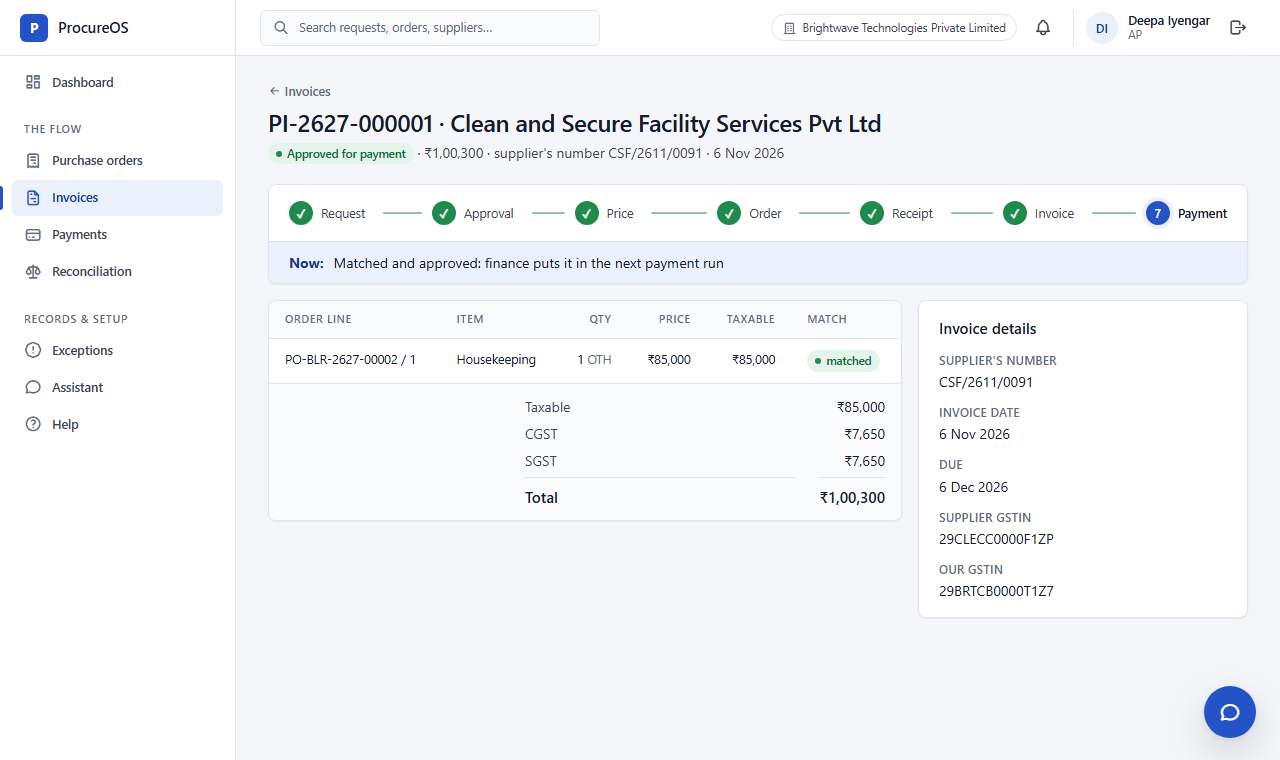 P ProcureOS
Search requests, orders, suppliers...
Brightwave Technologies Private Limited
DI
Deepa Iyengar
AP
Dashboard
THE FLOW
Purchase orders
Invoices
Payments
Reconciliation
RECORDS & SETUP
Exceptions
Assistant
Help
← Invoices
PI-2627-000001 · Clean and Secure Facility Services Pvt Ltd
Approved for payment · ₹1,00,300 · supplier's number CSF/2611/0091 · 6 Nov 2026
Request Approval Price Order Receipt Invoice 7 Payment
Now: Matched and approved: finance puts it in the next payment run
ORDER LINE ITEM QTY PRICE TAXABLE MATCH
PO-BLR-2627-00002 / 1 Housekeeping 1 OTH ₹85,000 ₹85,000 matched
Taxable ₹85,000
CGST ₹7,650
SGST ₹7,650
Total ₹1,00,300
Invoice details
SUPPLIER'S NUMBER
CSF/2611/0091
INVOICE DATE
6 Nov 2026
DUE
6 Dec 2026
SUPPLIER GSTIN
29CLECC0000F1ZP
OUR GSTIN
29BRTCB0000T1Z7